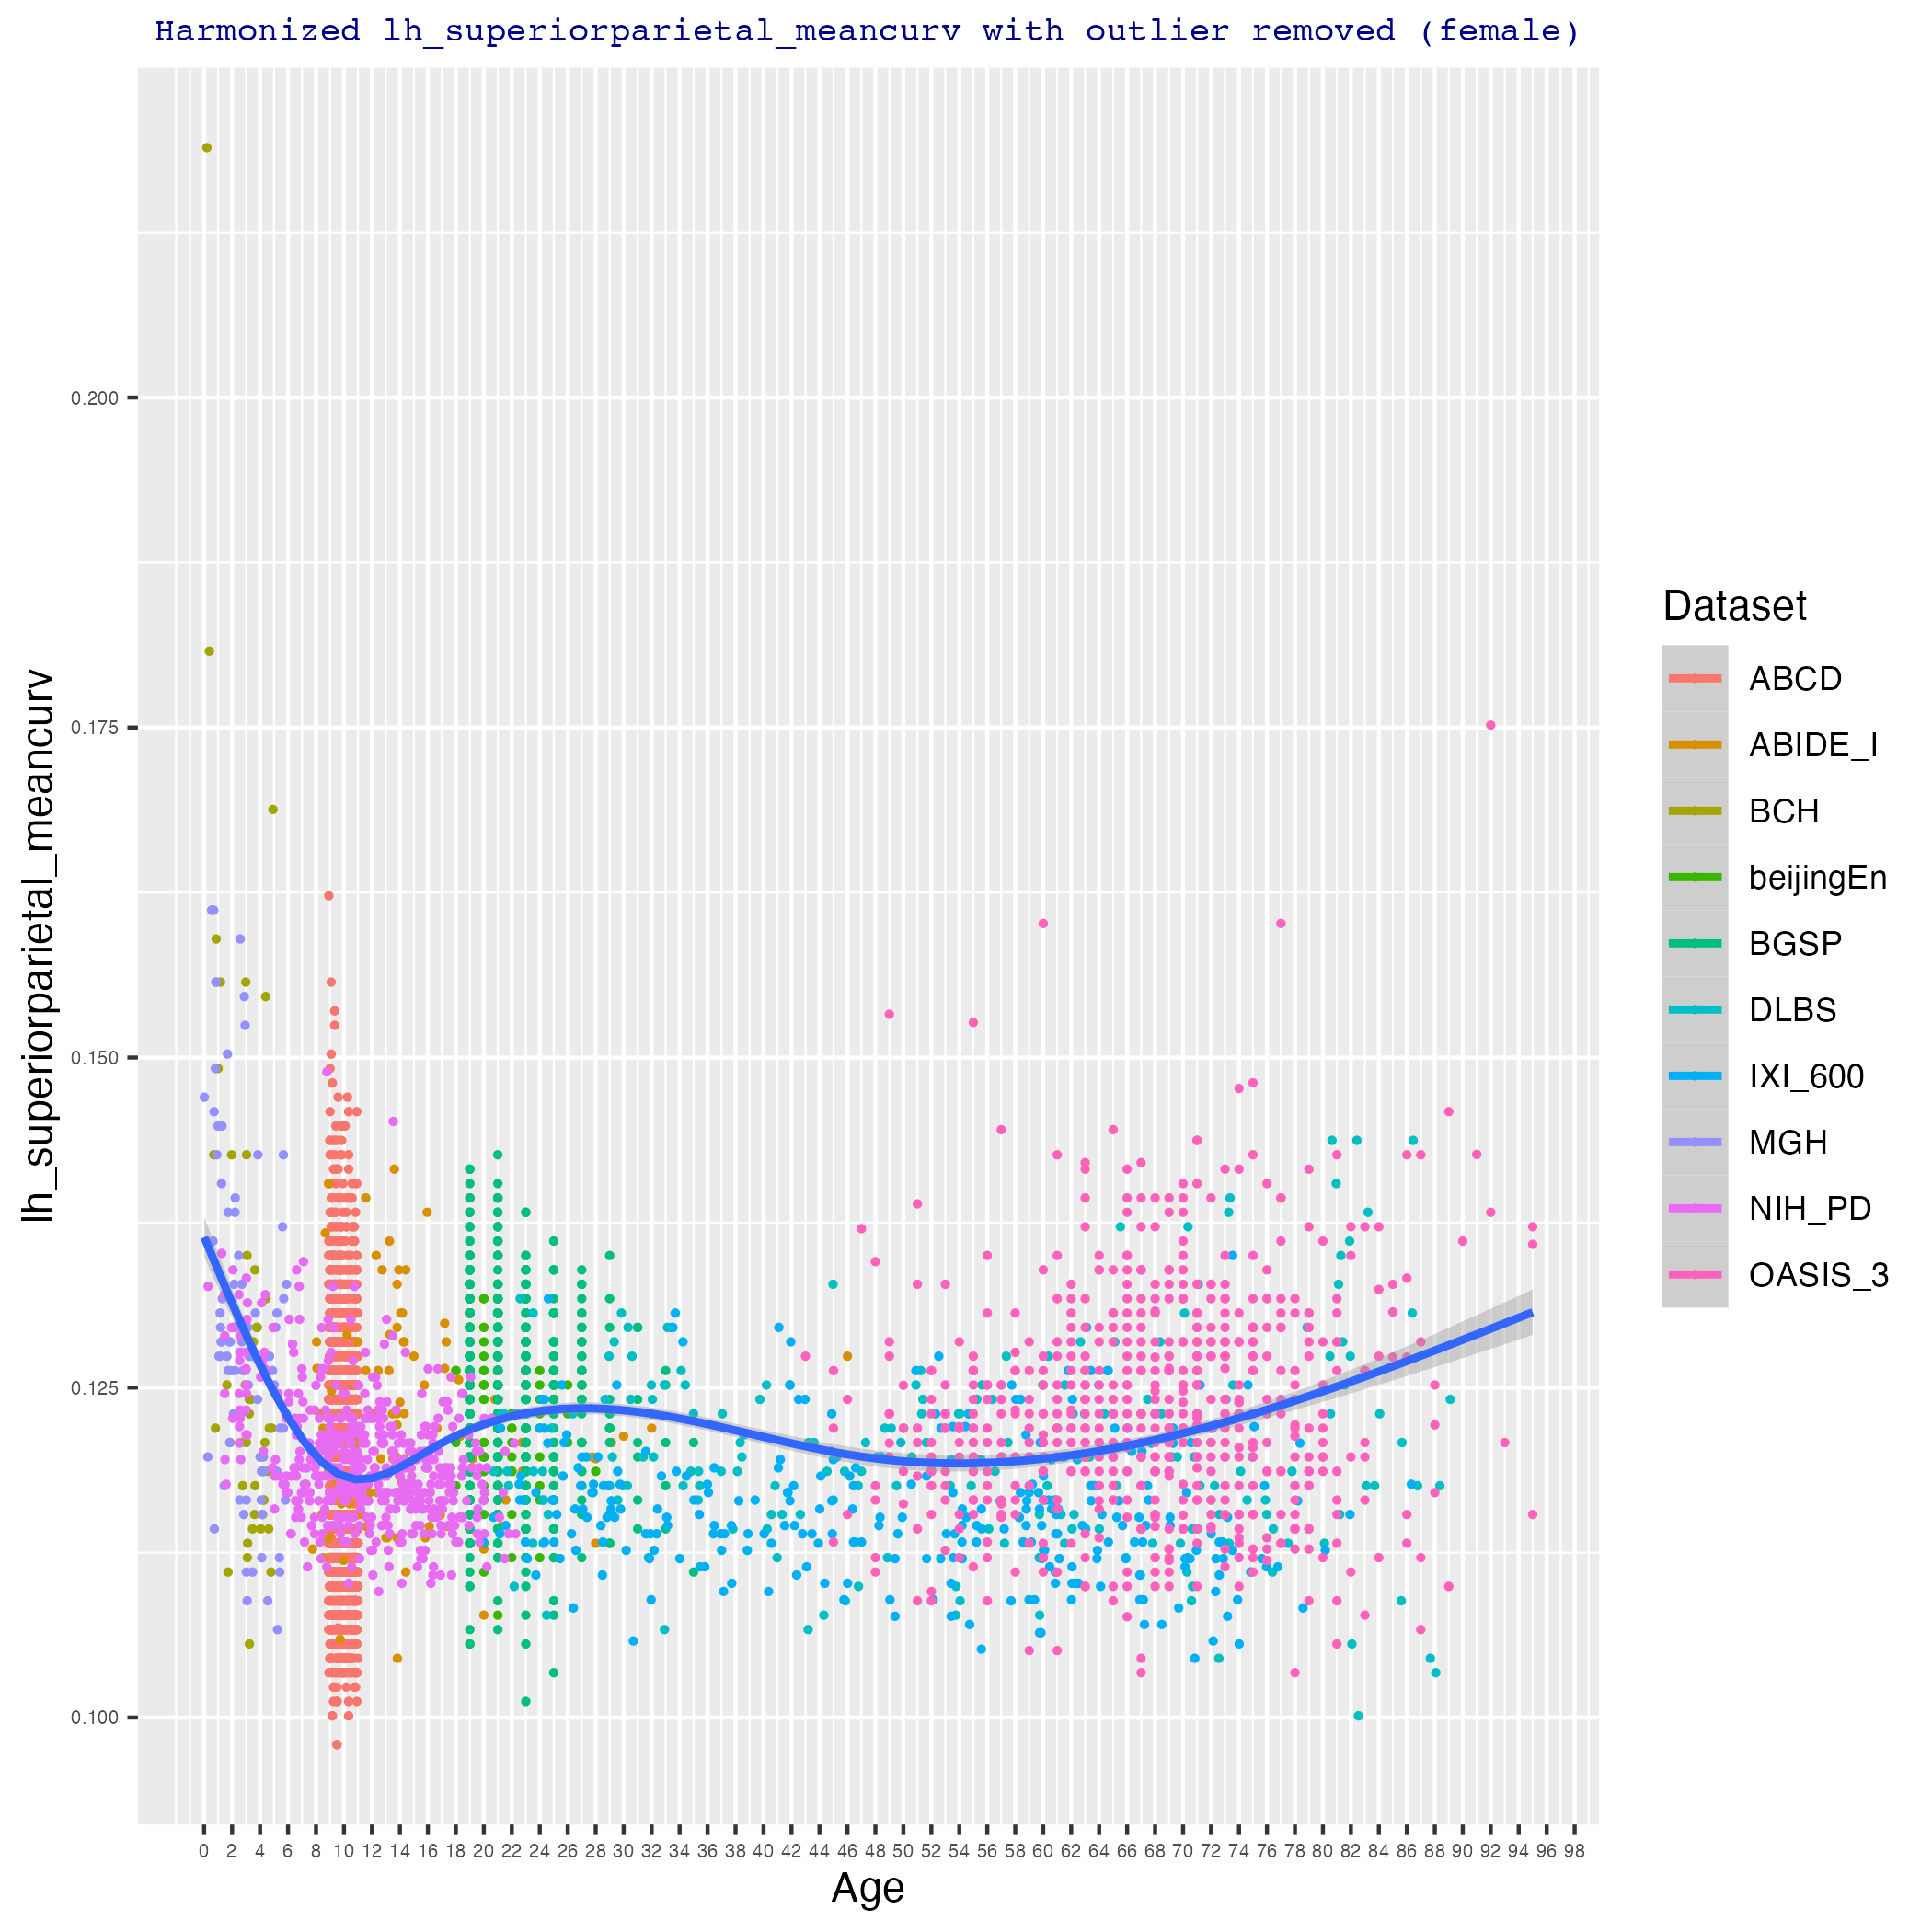 Harmonized lh_superiorparietal_meancurv with outlier removed (female)
lh_superiorparietal_meancurv
0.200
0.175
0.150
0.125
0.100
0 2 4 6 8 10 12 14 16 18 20 22 24 26 28 30 32 34 36 38 40 42 44 46 48 50 52 54 56 58 60 62 64 66 68 70 72 74 76 78 80 82 84 86 88 90 92 94 96 98
Age
Dataset
ABCD
ABIDE_I
BCH
beijingEn
BGSP
DLBS
IXI_600
MGH
NIH_PD
OASIS_3